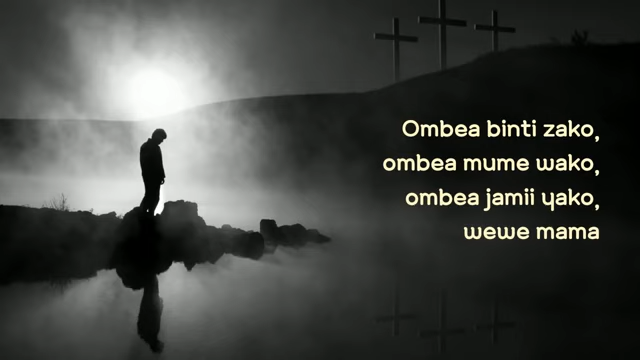 Ombea binti zako,
ombea mume wako,
ombea jamii yako,
wewe mama